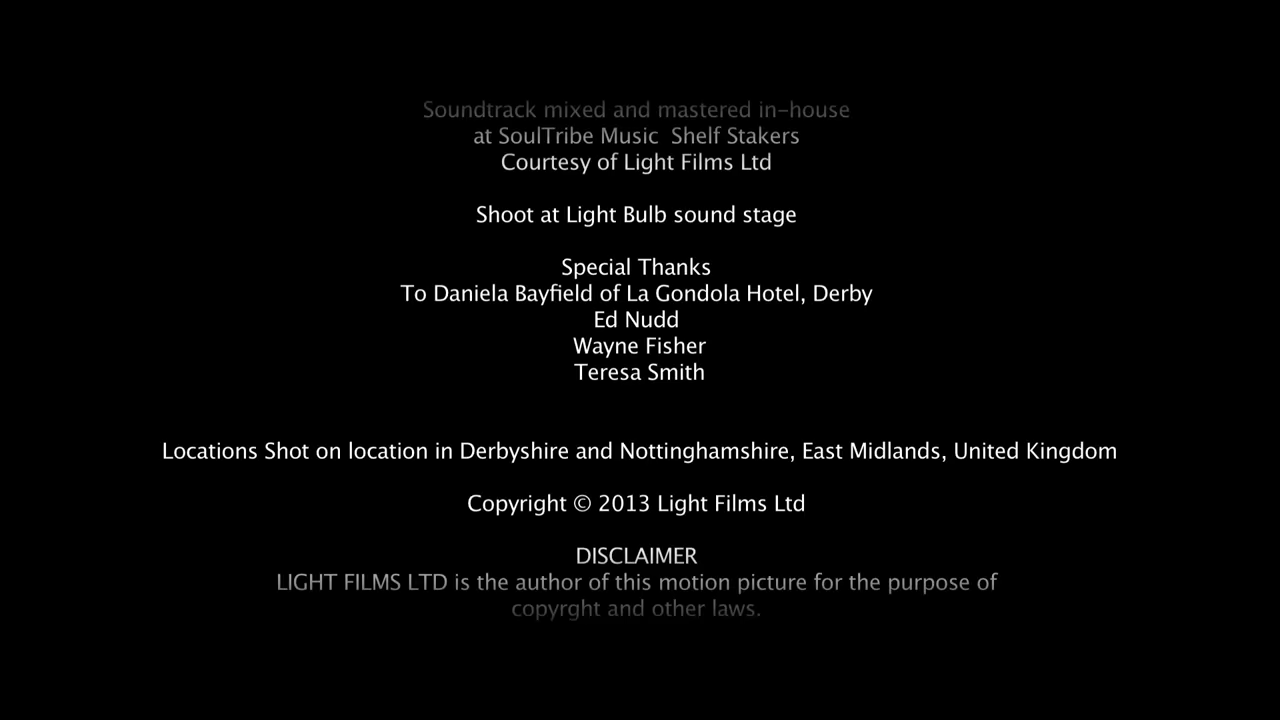 Soundtrack mixed and mastered in-house
at SoulTribe Music  Shelf Stakers
Courtesy of Light Films Ltd
Shoot at Light Bulb sound stage
Special Thanks
To Daniela Bayfield of La Gondola Hotel, Derby
Ed Nudd
Wayne Fisher
Teresa Smith
Locations Shot on location in Derbyshire and Nottinghamshire, East Midlands, United Kingdom
Copyright © 2013 Light Films Ltd
DISCLAIMER
LIGHT FILMS LTD is the author of this motion picture for the purpose of
copyrght and other laws.